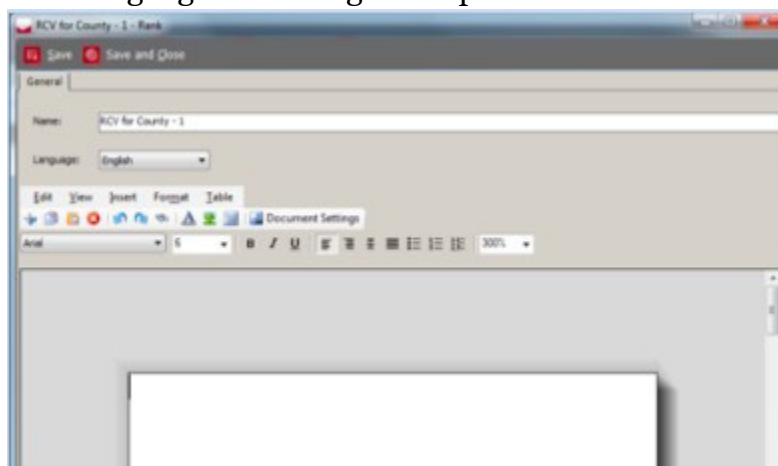 RCV for County - 1 - Rank
Save Save and Close
General
Name: RCV for County - 1
Language: English
Edit View Insert Format Table
Document Settings
Arial 6 B I U 300%